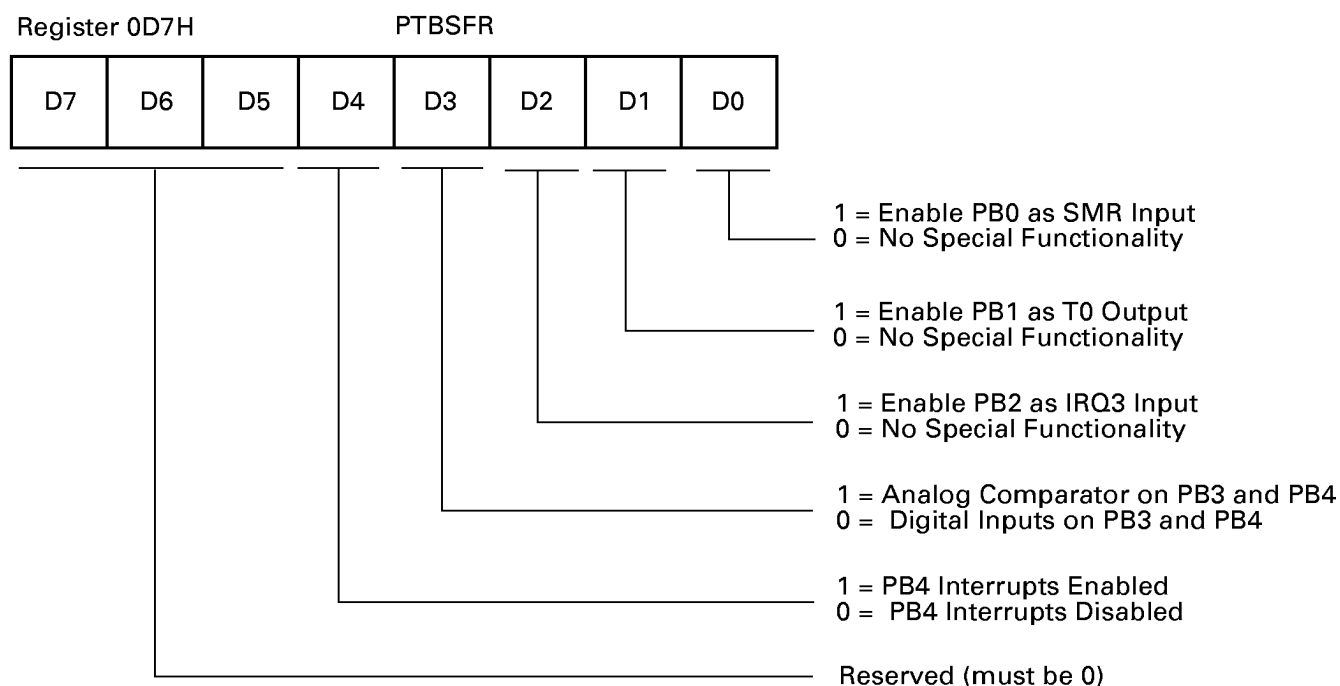 Register 0D7H PTBSFR
D7 D6 D5 D4 D3 D2 D1 D0
1 = Enable PB0 as SMR Input
0 = No Special Functionality
1 = Enable PB1 as T0 Output
0 = No Special Functionality
1 = Enable PB2 as IRQ3 Input
0 = No Special Functionality
1 = Analog Comparator on PB3 and PB4
0 = Digital Inputs on PB3 and PB4
1 = PB4 Interrupts Enabled
0 = PB4 Interrupts Disabled
Reserved (must be 0)